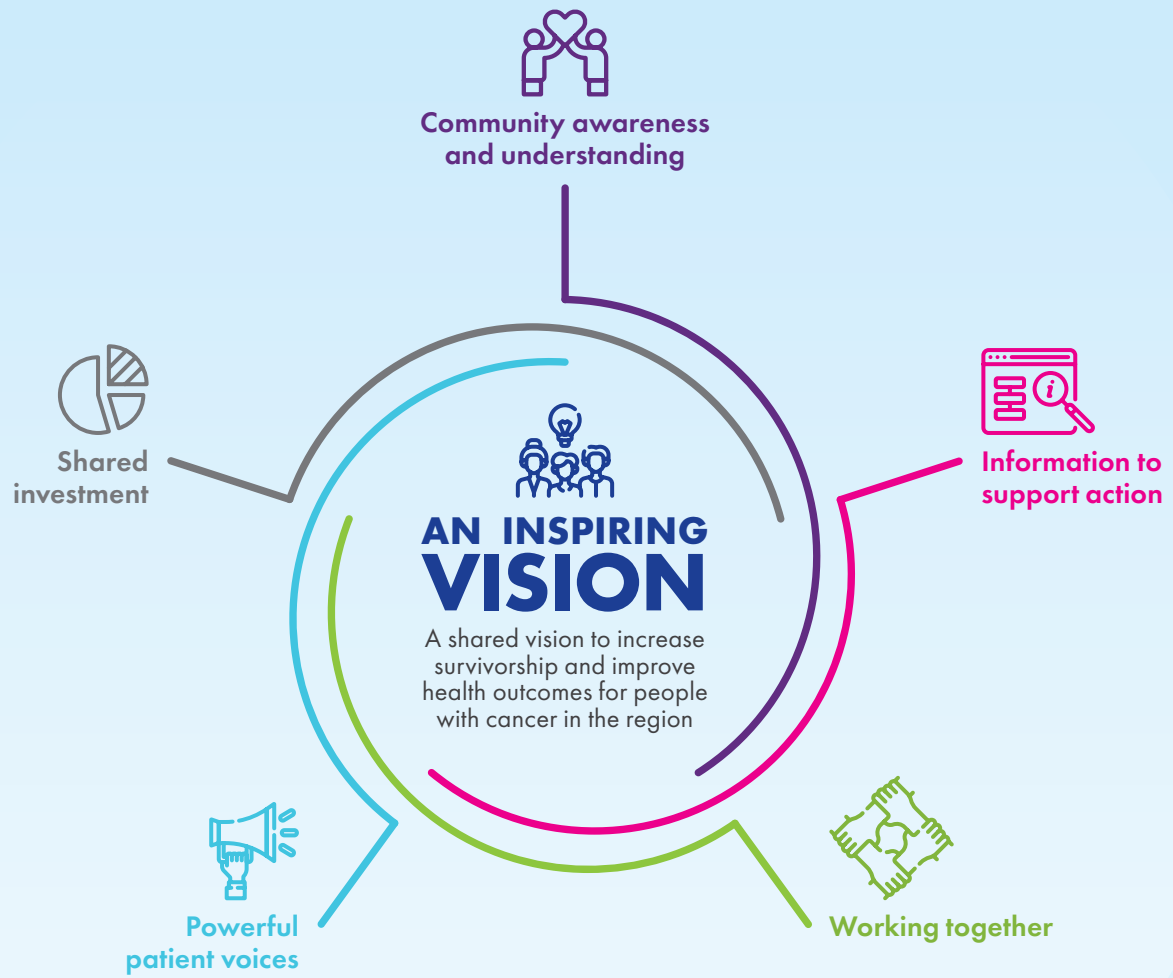 Community awareness
and understanding
Shared
investment
Information to
support action
AN INSPIRING
VISION
A shared vision to increase
survivorship and improve
health outcomes for people
with cancer in the region
Powerful
patient voices
Working together